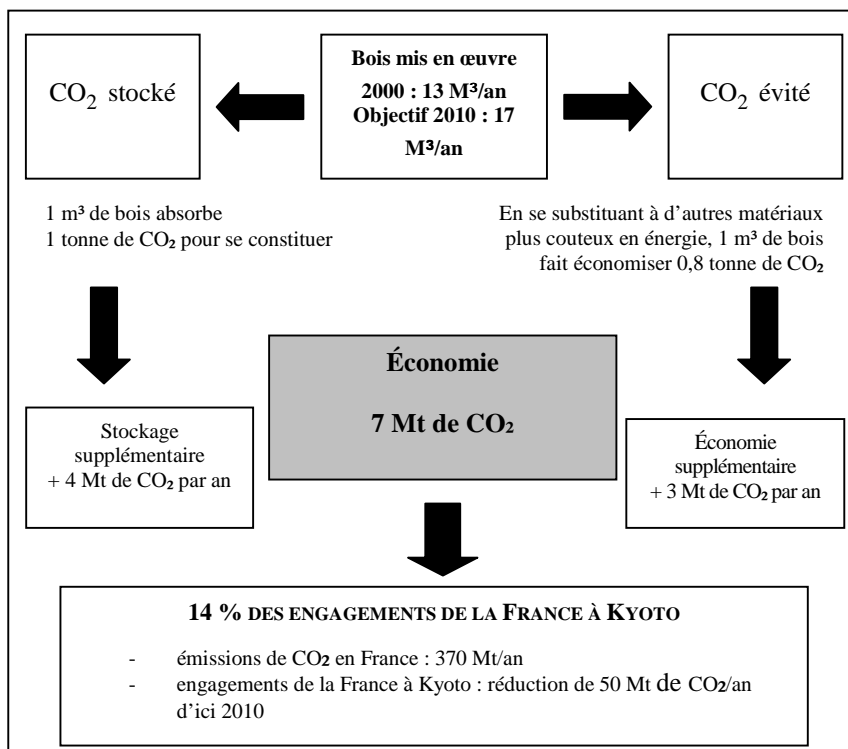 CO₂ stocké
Bois mis en œuvre
2000 : 13 M³/an
Objectif 2010 : 17
M³/an
CO₂ évité
1 m³ de bois absorbe
1 tonne de CO₂ pour se constituer
En se substituant à d’autres matériaux
plus couteux en énergie, 1 m³ de bois
fait économiser 0,8 tonne de CO₂
Économie
7 Mt de CO₂
Stockage
supplémentaire
+ 4 Mt de CO₂ par an
Économie
supplémentaire
+ 3 Mt de CO₂ par an
14 % DES ENGAGEMENTS DE LA FRANCE À KYOTO
- émissions de CO₂ en France : 370 Mt/an
- engagements de la France à Kyoto : réduction de 50 Mt de CO₂/an
d’ici 2010